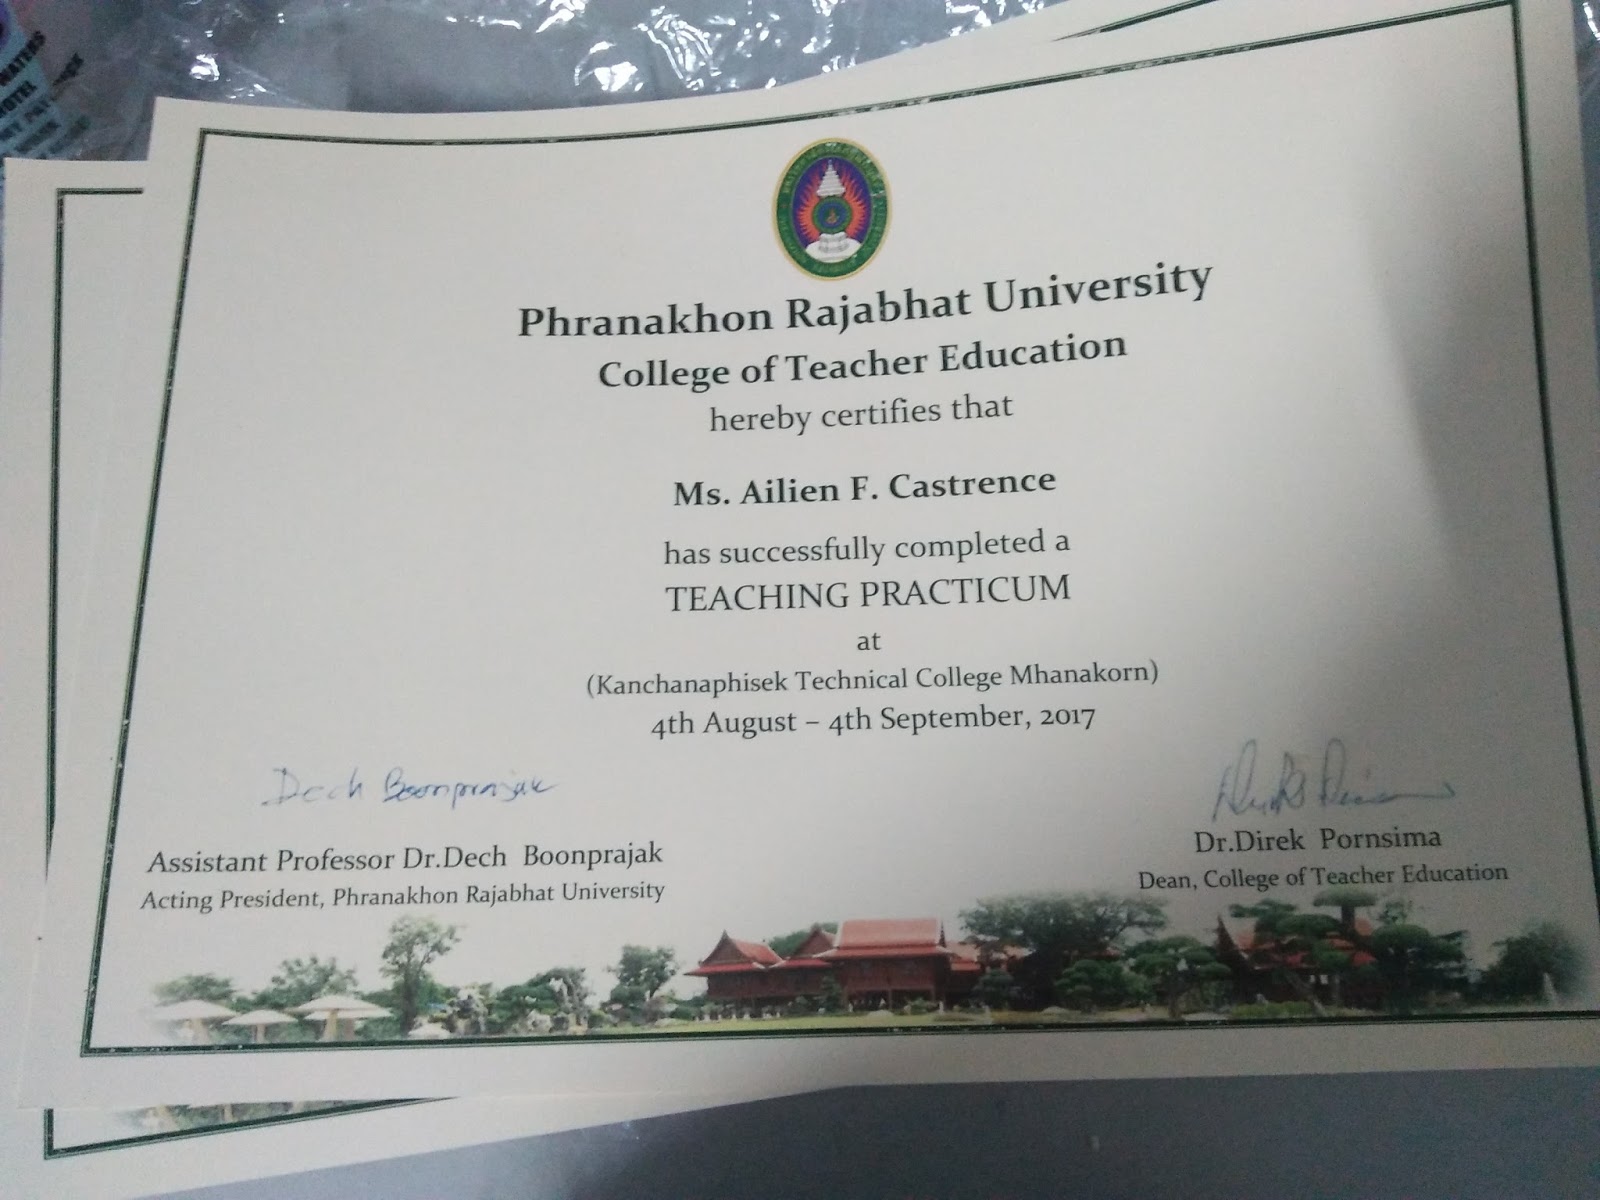 HOTEL
Phranakhon Rajabhat University
College of Teacher Education
hereby certifies that
Ms. Ailien F. Castrence
has successfully completed a
TEACHING PRACTICUM
at
(Kanchanaphisek Technical College Mhanakorn)
4th August – 4th September, 2017
Dech Boonprajak
Assistant Professor Dr.Dech Boonprajak
Acting President, Phranakhon Rajabhat University
Dr.Direk Pornsima
Dean, College of Teacher Education